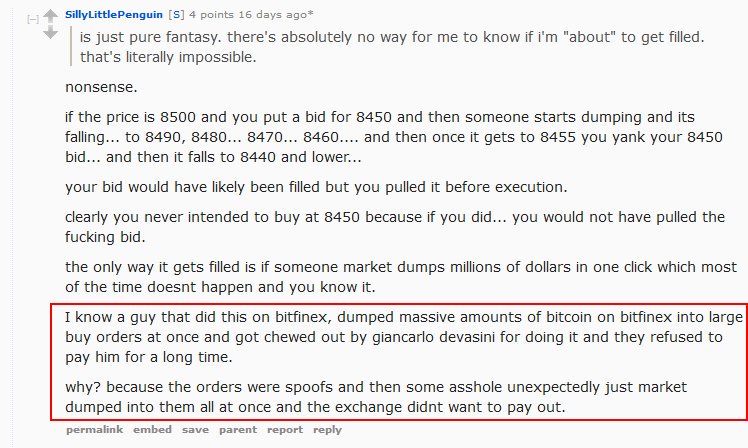 [–] SillyLittlePenguin [S] 4 points 16 days ago*
is just pure fantasy. there's absolutely no way for me to know if i'm "about" to get filled.
that's literally impossible.
nonsense.
if the price is 8500 and you put a bid for 8450 and then someone starts dumping and its
falling... to 8490, 8480... 8470... 8460.... and then once it gets to 8455 you yank your 8450
bid... and then it falls to 8440 and lower...
your bid would have likely been filled but you pulled it before execution.
clearly you never intended to buy at 8450 because if you did... you would not have pulled the
fucking bid.
the only way it gets filled is if someone market dumps millions of dollars in one click which most
of the time doesnt happen and you know it.
I know a guy that did this on bitfinex, dumped massive amounts of bitcoin on bitfinex into large
buy orders at once and got chewed out by giancarlo devasini for doing it and they refused to
pay him for a long time.
why? because the orders were spoofs and then some asshole unexpectedly just market
dumped into them all at once and the exchange didnt want to pay out.
permalink embed save parent report reply